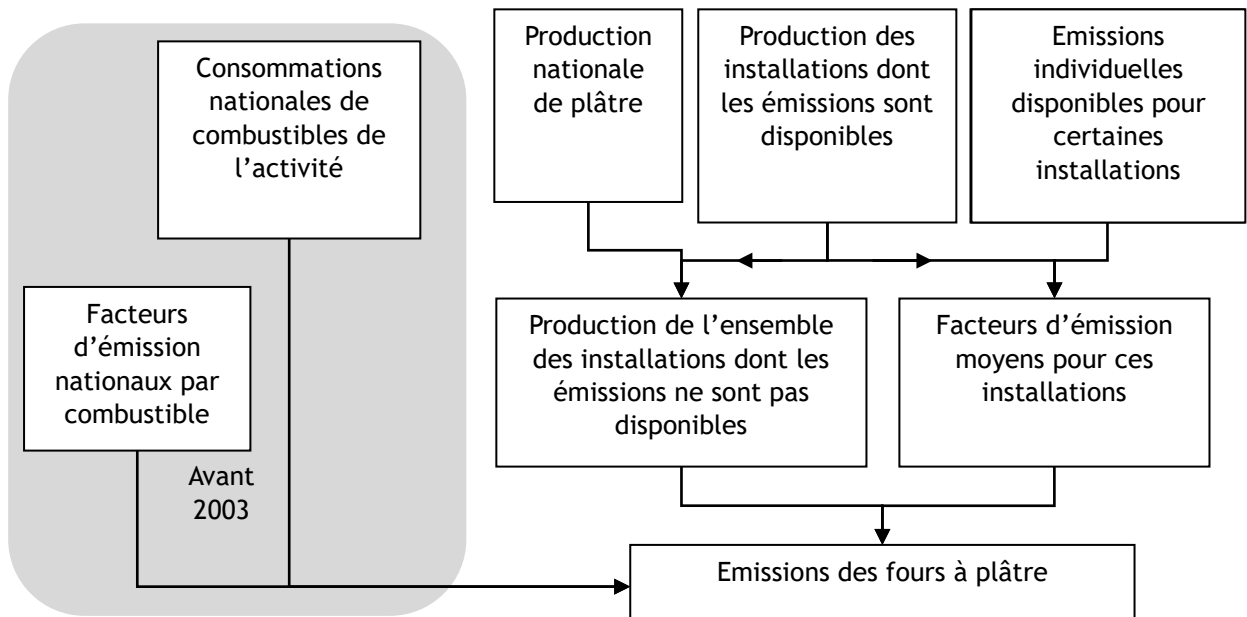 Consommations
nationales de
combustibles de
l’activité
Facteurs
d’émission
nationaux par
combustible
Avant
2003
Production
nationale
de plâtre
Production des
installations dont
les émissions sont
disponibles
Emissions
individuelles
disponibles pour
certaines
installations
Production de l’ensemble
des installations dont les
émissions ne sont pas
disponibles
Facteurs d’émission
moyens pour ces
installations
Emissions des fours à plâtre